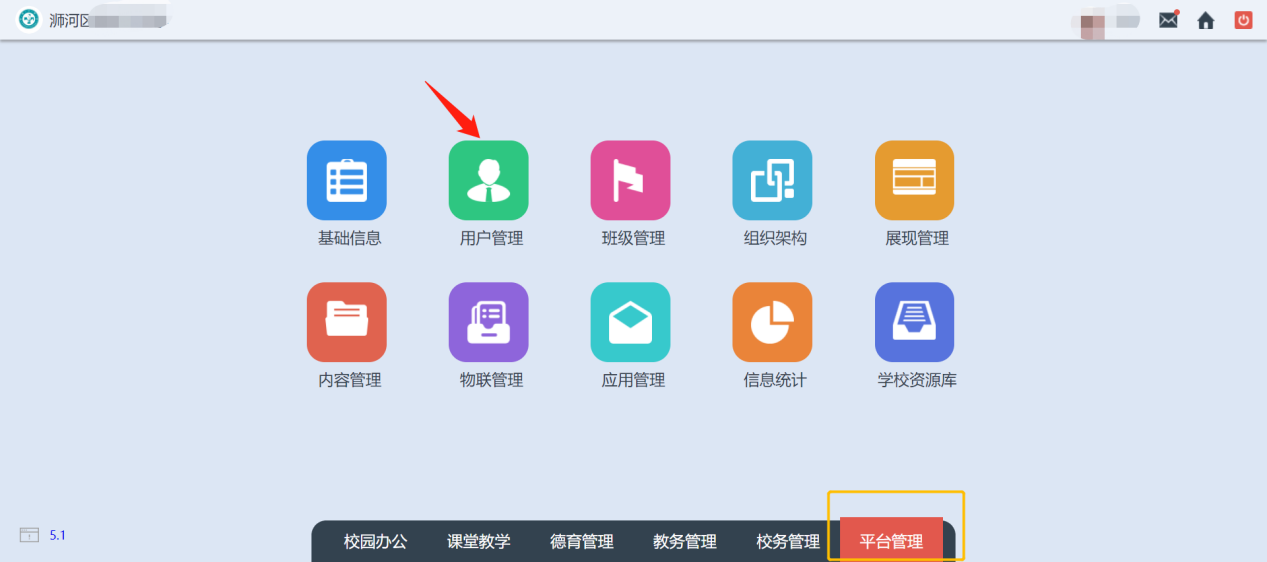 浉河区
基础信息 用户管理 班级管理 组织架构 展现管理
内容管理 物联管理 应用管理 信息统计 学校资源库
5.1
校园办公 课堂教学 德育管理 教务管理 校务管理 平台管理